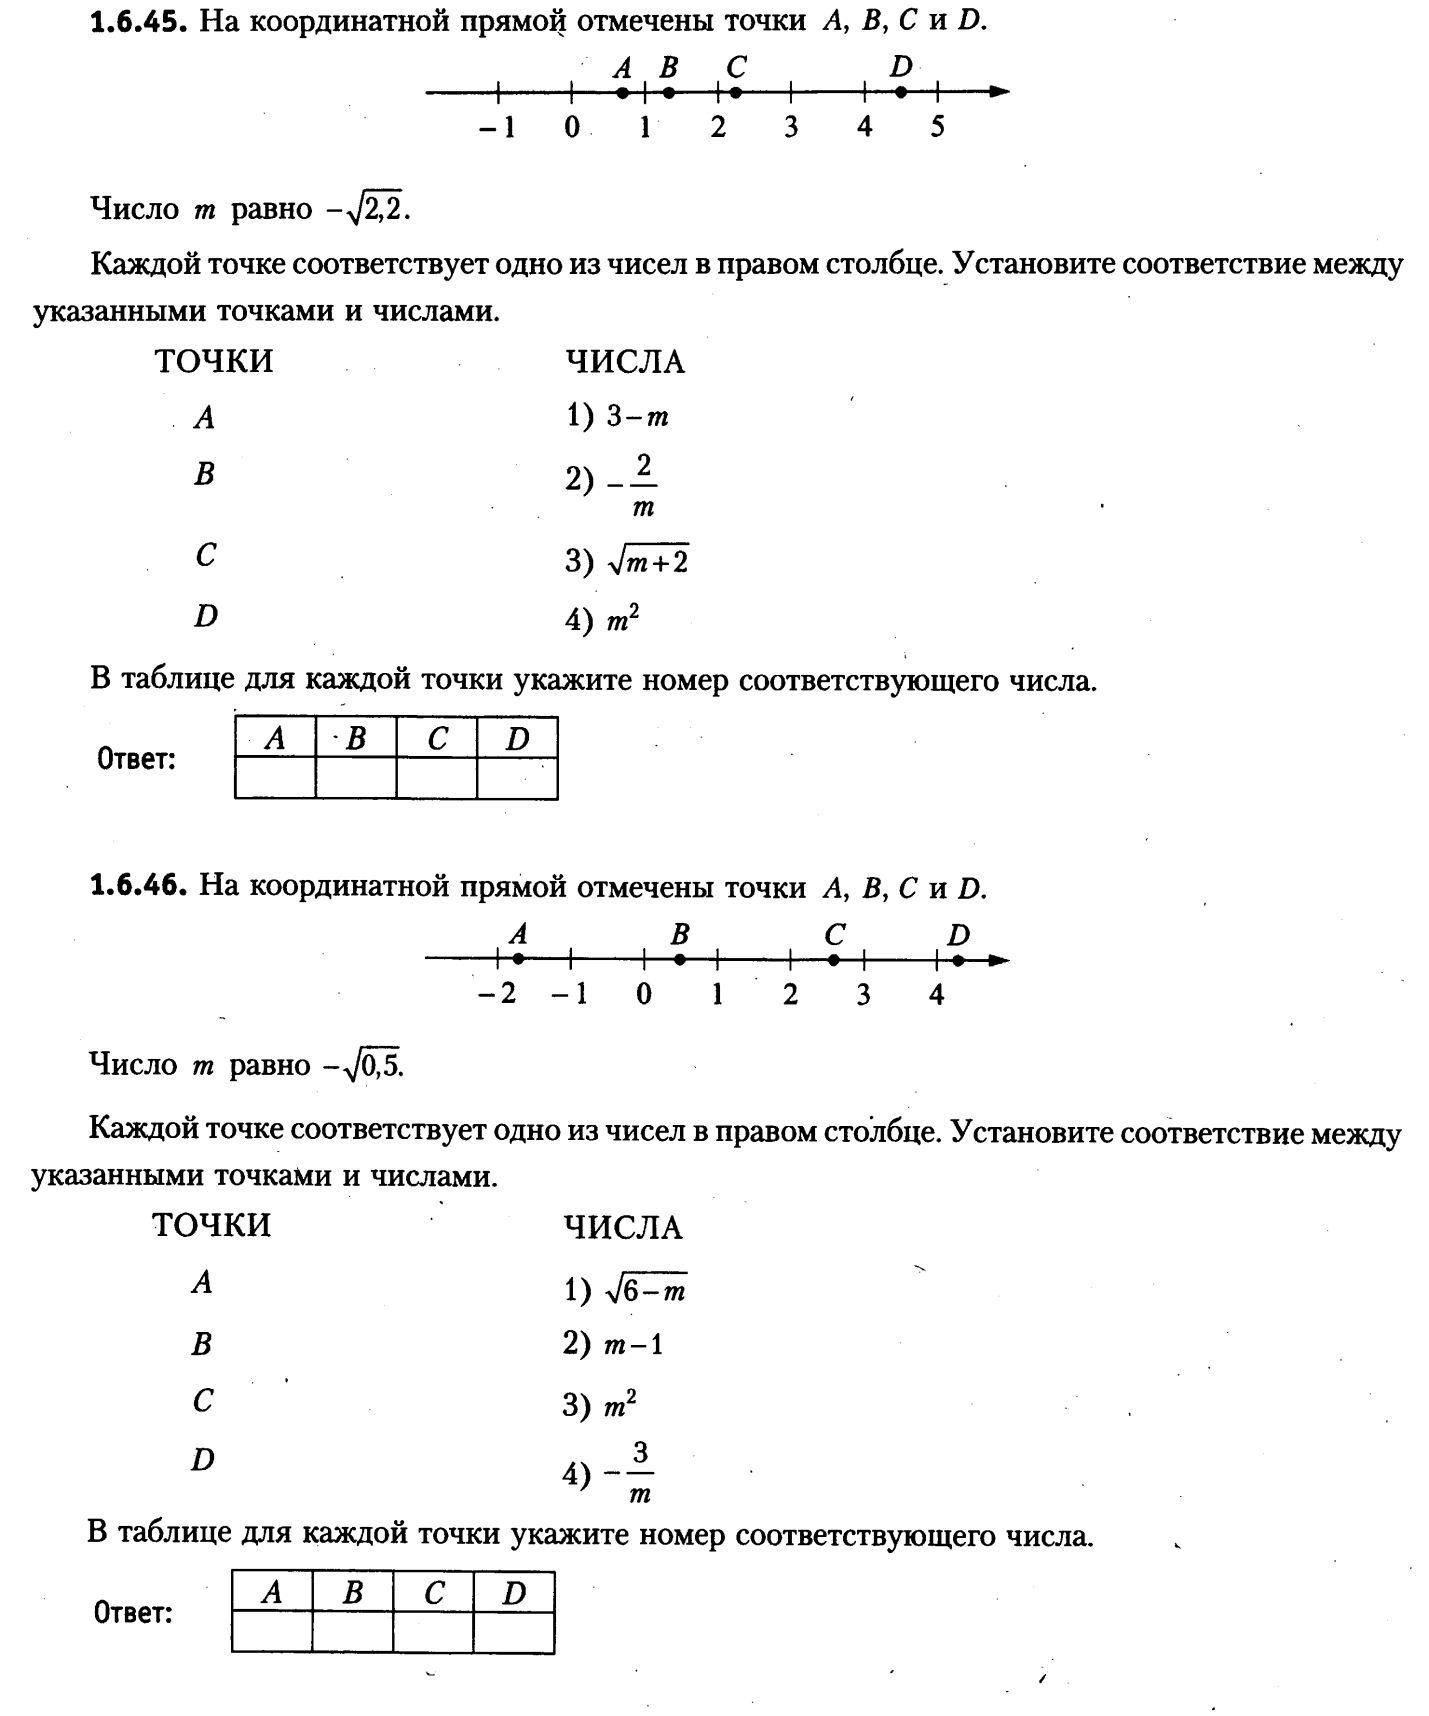 1.6.45. На координатной прямой отмечены точки A, B, C и D.
A B C D
−1 0 1 2 3 4 5
Число m равно −√2,2.
Каждой точке соответствует одно из чисел в правом столбце. Установите соответствие между
указанными точками и числами.
ТОЧКИ ЧИСЛА
A 1) 3−m
B 2) −2/m
C 3) √(m+2)
D 4) m²
В таблице для каждой точки укажите номер соответствующего числа.
Ответ: A B C D
1.6.46. На координатной прямой отмечены точки A, B, C и D.
A B C D
−2 −1 0 1 2 3 4
Число m равно −√0,5.
Каждой точке соответствует одно из чисел в правом столбце. Установите соответствие между
указанными точками и числами.
ТОЧКИ ЧИСЛА
A 1) √(6−m)
B 2) m−1
C 3) m²
D 4) −3/m
В таблице для каждой точки укажите номер соответствующего числа.
Ответ: A B C D